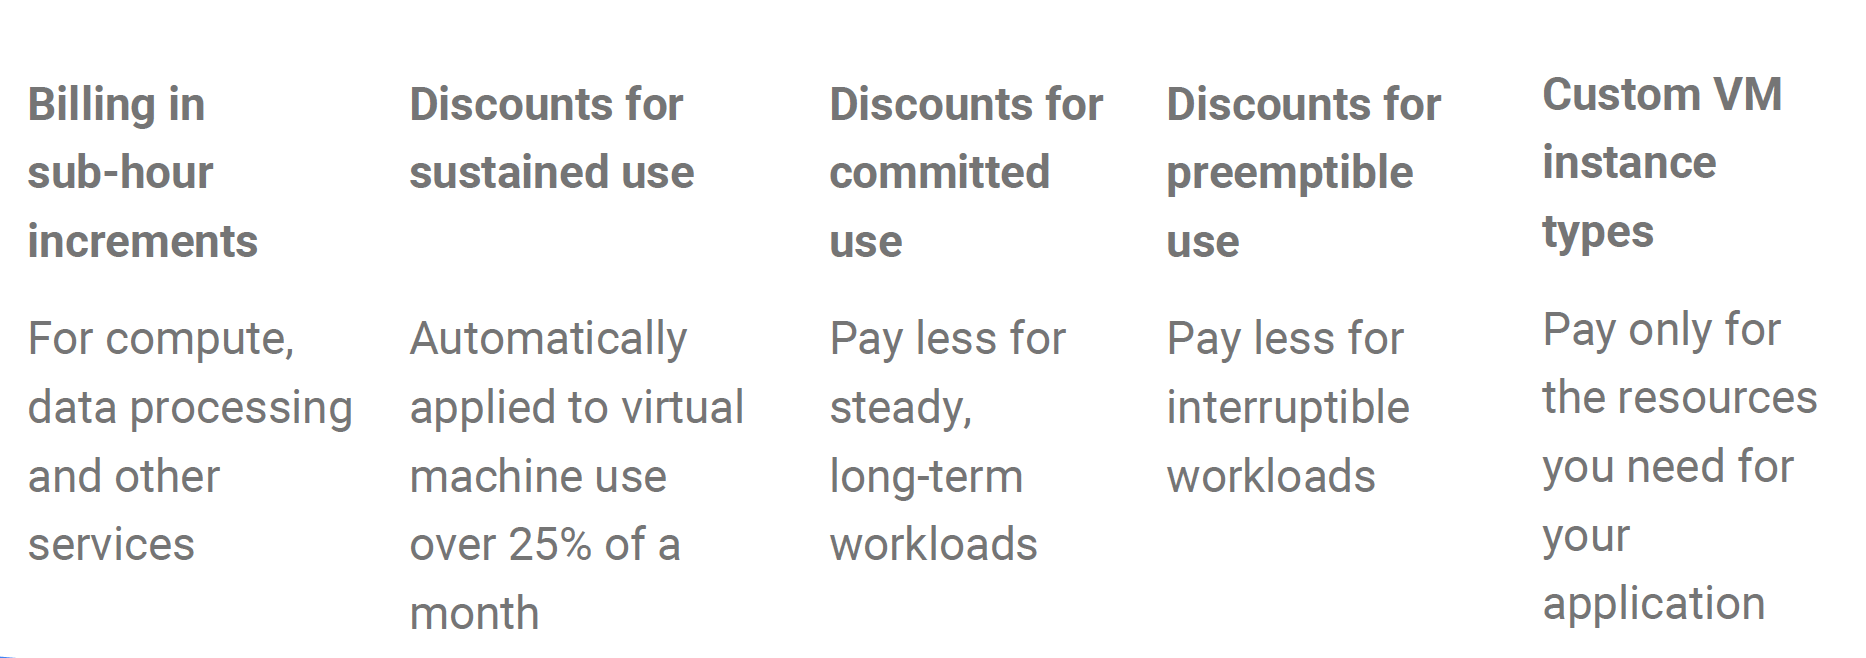 Billing in
sub-hour
increments
For compute,
data processing
and other
services
Discounts for
sustained use
Automatically
applied to virtual
machine use
over 25% of a
month
Discounts for
committed
use
Pay less for
steady,
long-term
workloads
Discounts for
preemptible
use
Pay less for
interruptible
workloads
Custom VM
instance
types
Pay only for
the resources
you need for
your
application